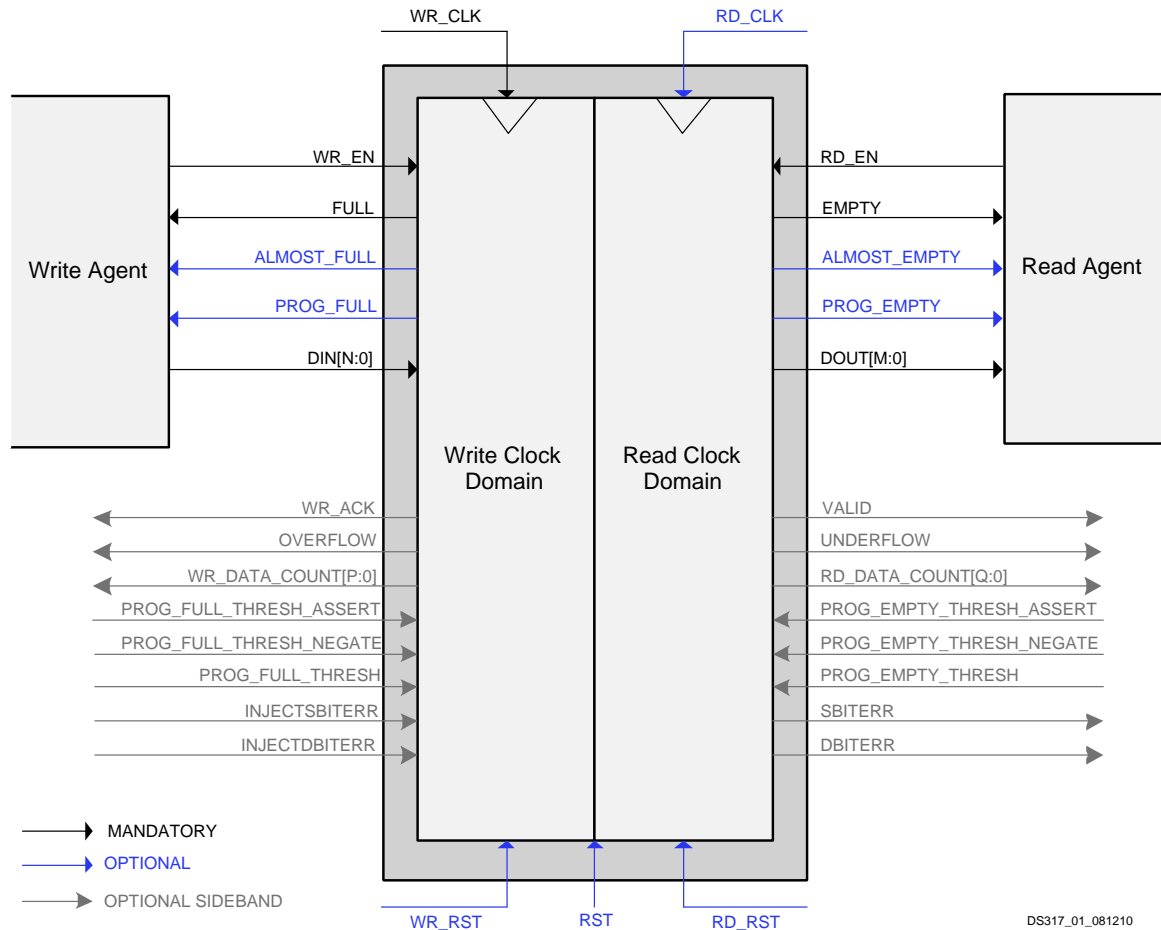 WR_CLK
RD_CLK
WR_EN
RD_EN
FULL
EMPTY
ALMOST_FULL
ALMOST_EMPTY
Write Agent
Read Agent
PROG_FULL
PROG_EMPTY
DIN[N:0]
DOUT[M:0]
Write Clock
Domain
Read Clock
Domain
WR_ACK
VALID
OVERFLOW
UNDERFLOW
WR_DATA_COUNT[P:0]
RD_DATA_COUNT[Q:0]
PROG_FULL_THRESH_ASSERT
PROG_EMPTY_THRESH_ASSERT
PROG_FULL_THRESH_NEGATE
PROG_EMPTY_THRESH_NEGATE
PROG_FULL_THRESH
PROG_EMPTY_THRESH
INJECTSBITERR
SBITERR
INJECTDBITERR
DBITERR
MANDATORY
OPTIONAL
OPTIONAL SIDEBAND
WR_RST
RST
RD_RST
DS317_01_081210